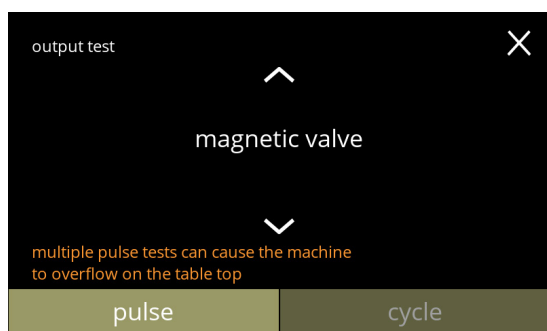 output test
magnetic valve
multiple pulse tests can cause the machine
to overflow on the table top
pulse
cycle